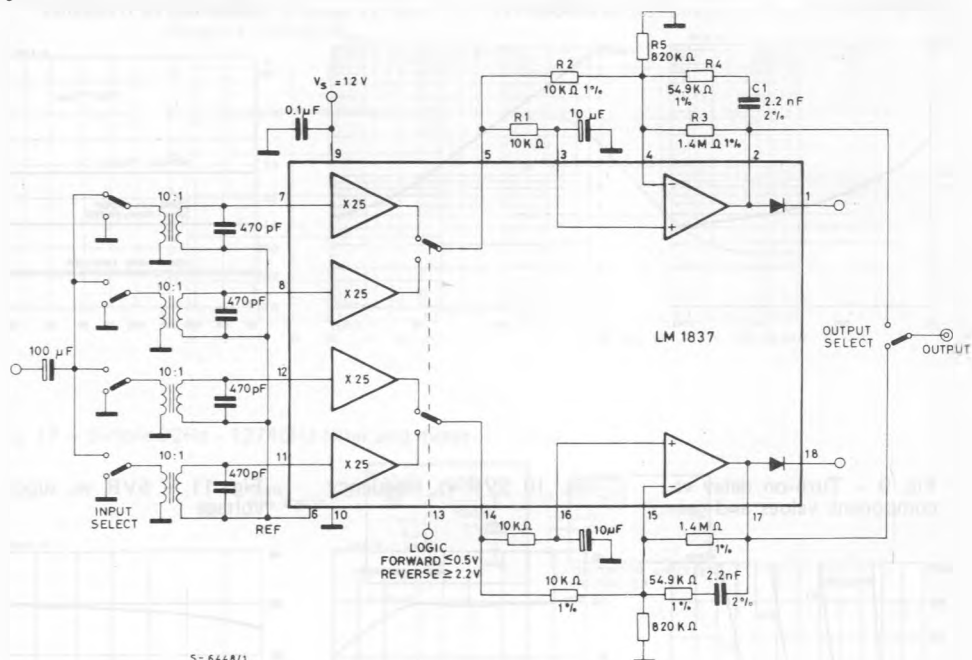 R5
820KΩ
V_S = 12 V
R2
10KΩ 1%
R4
54.9KΩ
1%
C1
2.2 nF
2%
0.1µF
R1
10KΩ
10 µF
R3
1.4MΩ 1%
9
5
3
4
2
10:1
7
X25
470 pF
1
10:1
8
X25
470pF
LM 1837
OUTPUT
SELECT
OUTPUT
100 µF
10:1
12
X25
470pF
10:1
11
X25
470pF
18
INPUT
SELECT
REF
6
10
13
14
16
15
17
LOGIC
FORWARD ≤0.5V
REVERSE ≥2.2V
10KΩ
10µF
1.4MΩ
1%
10KΩ
1%
54.9KΩ
1%
2.2nF
2%
820KΩ
S-6448/1